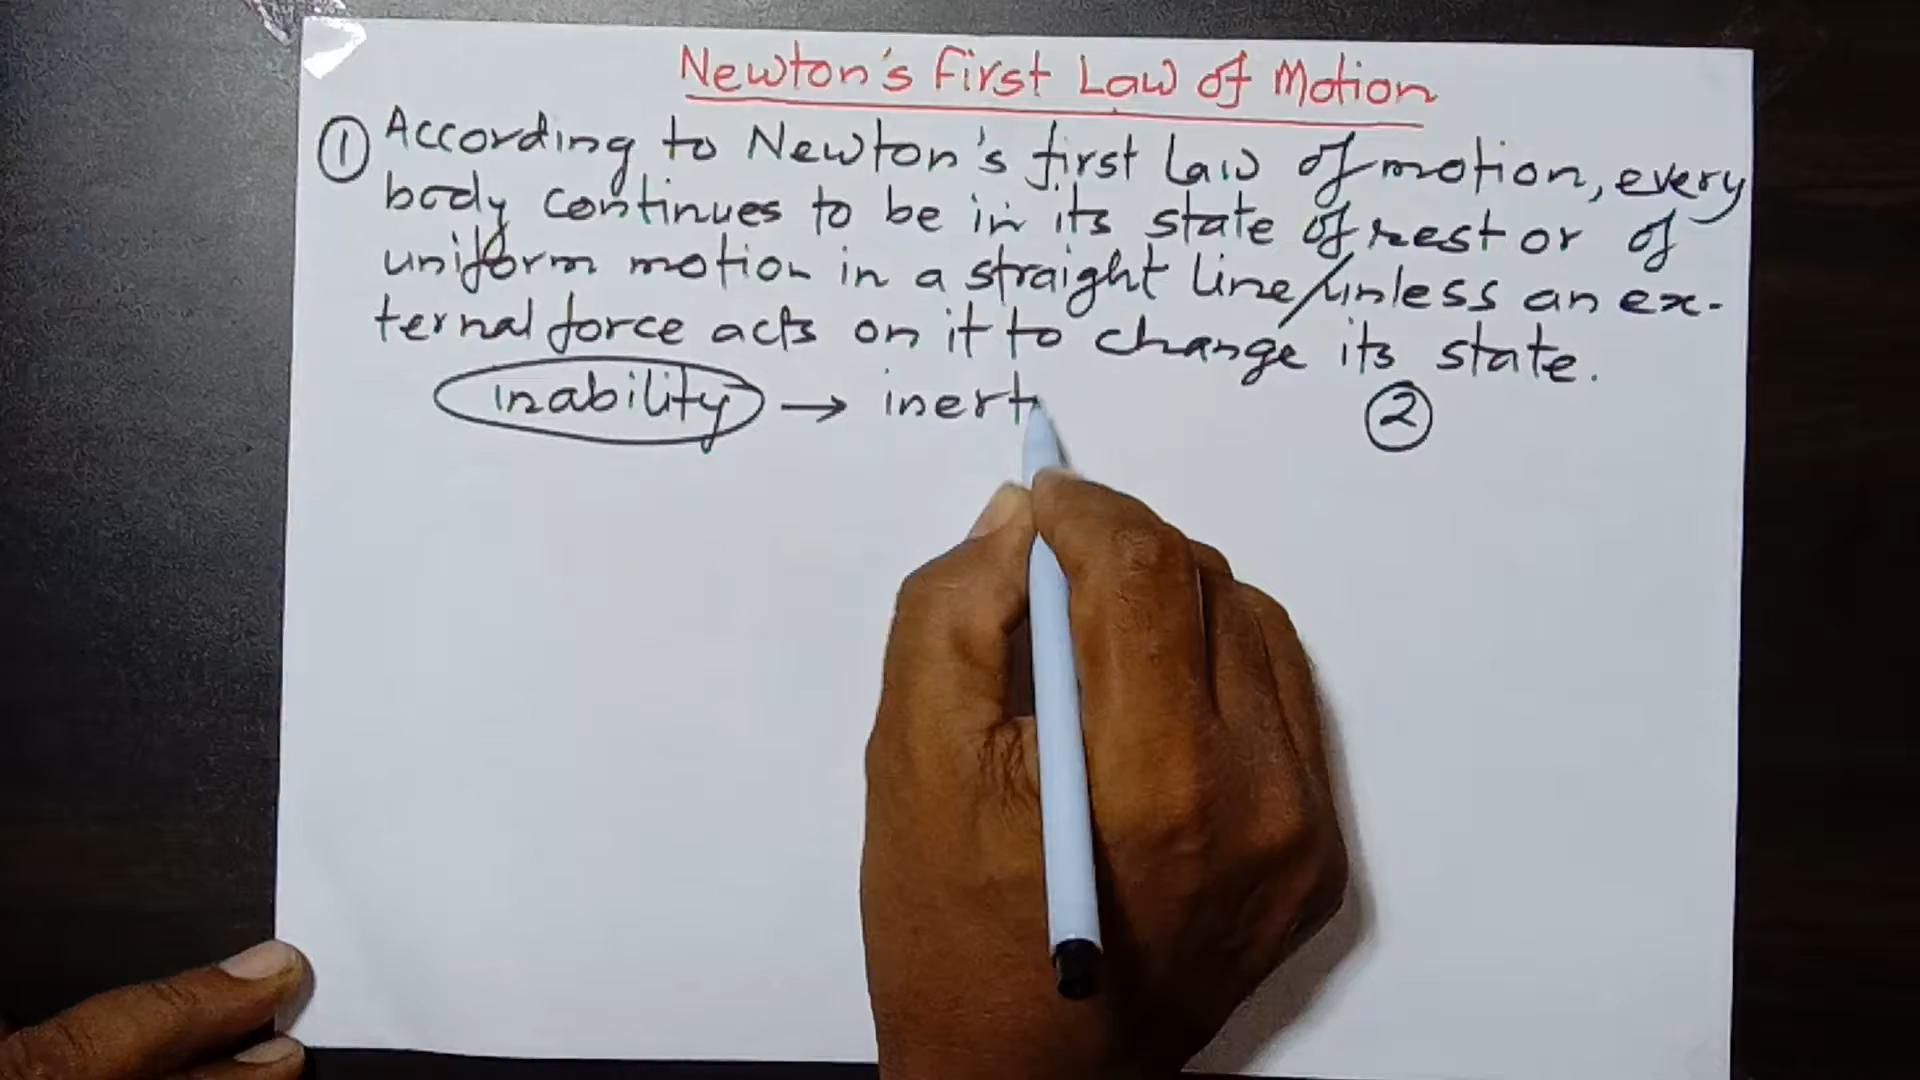 Newton's First Law of Motion
① According to Newton's first Law of motion, every
body continues to be in its state of rest or of
uniform motion in a straight line/unless an ex-
ternal force acts on it to change its state.
inability → inert ②